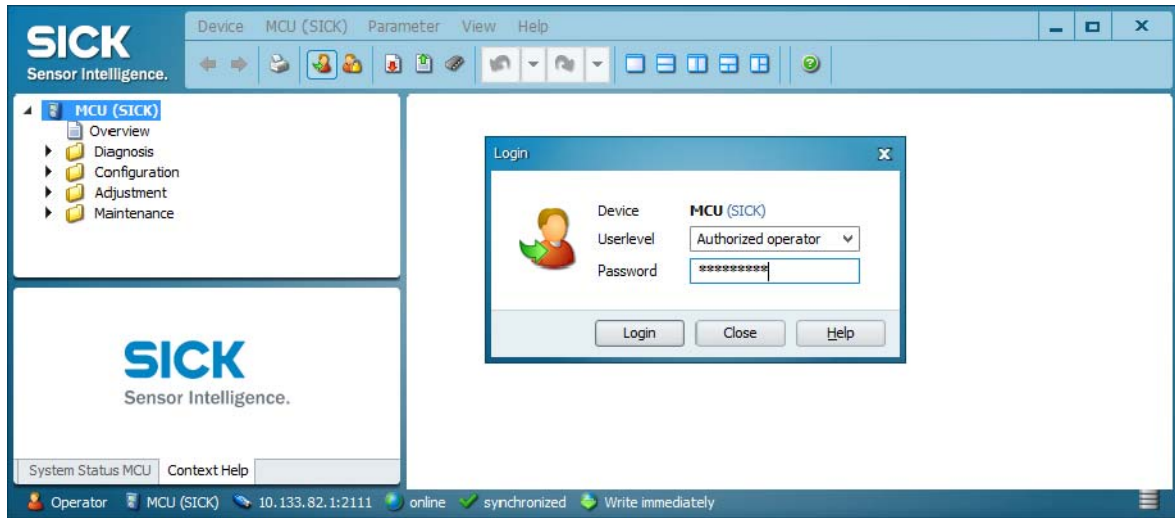 SICK
Sensor Intelligence.
Device MCU (SICK) Parameter View Help
MCU (SICK)
Overview
Diagnosis
Configuration
Adjustment
Maintenance
Login
Device MCU (SICK)
Userlevel Authorized operator
Password *********
Login Close Help
SICK
Sensor Intelligence.
System Status MCU Context Help
Operator MCU (SICK) 10.133.82.1:2111 online synchronized Write immediately